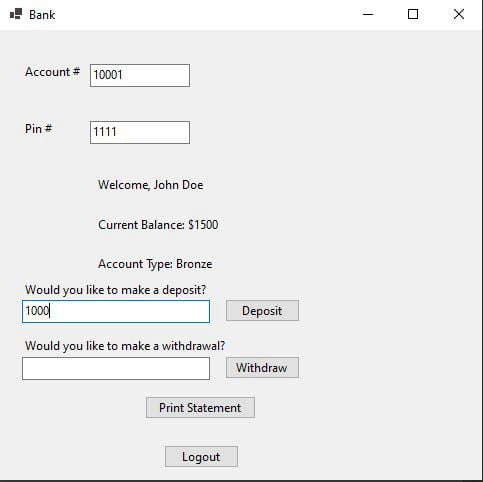 Bank
Account # 10001
Pin # 1111
Welcome, John Doe
Current Balance: $1500
Account Type: Bronze
Would you like to make a deposit?
1000 Deposit
Would you like to make a withdrawal?
Withdraw
Print Statement
Logout